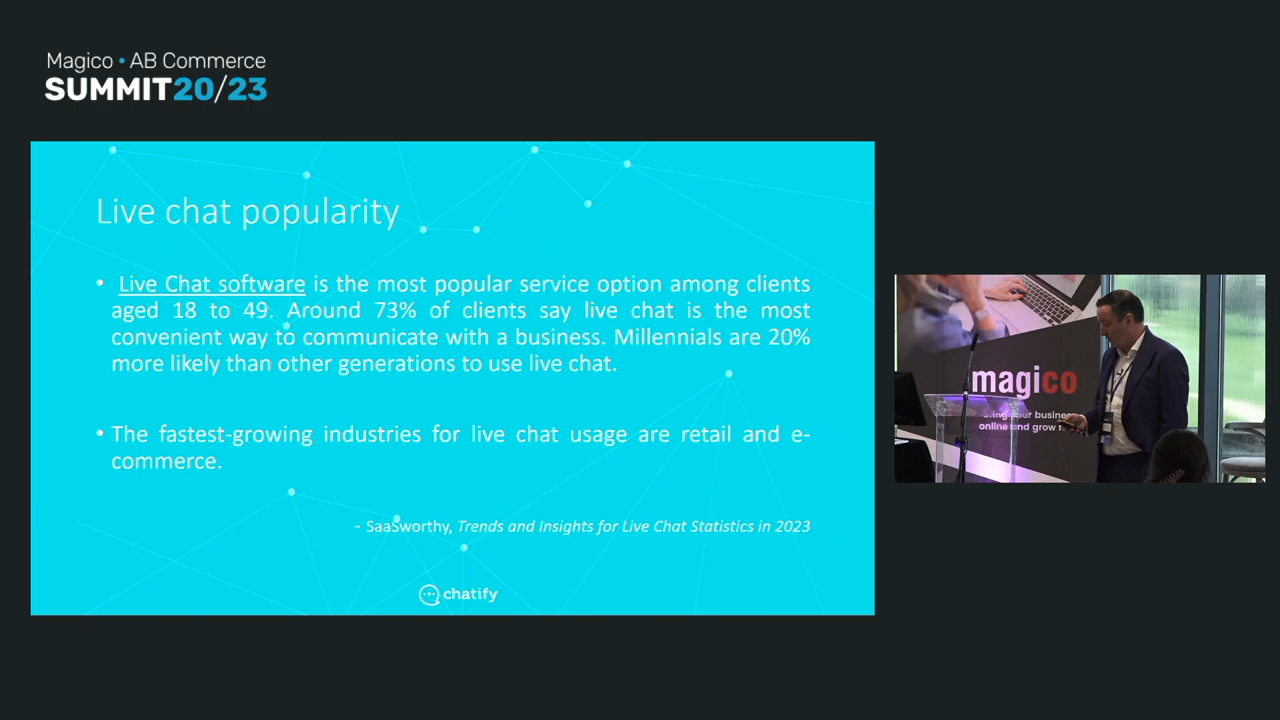 Magico • AB Commerce
SUMMIT20/23
Live chat popularity
• Live Chat software is the most popular service option among clients
aged 18 to 49. Around 73% of clients say live chat is the most
convenient way to communicate with a business. Millennials are 20%
more likely than other generations to use live chat.
• The fastest-growing industries for live chat usage are retail and e-
commerce.
- SaaSworthy, Trends and Insights for Live Chat Statistics in 2023
chatify
magico
your
online and grow